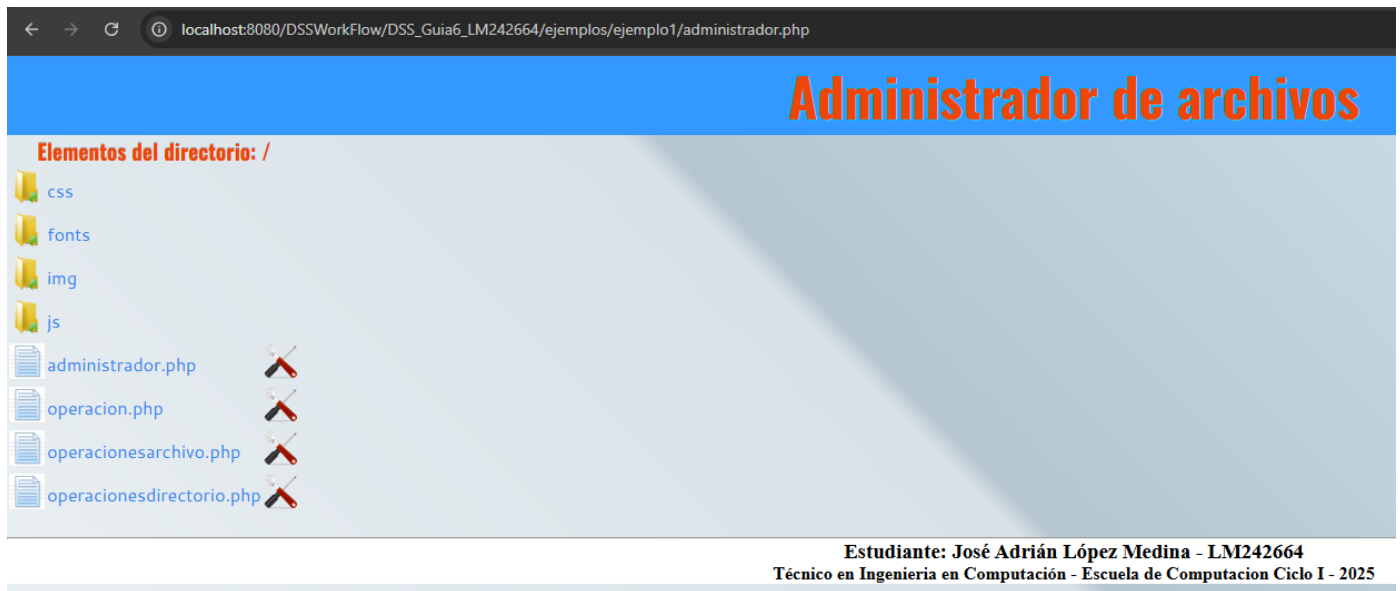 localhost:8080/DSSWorkFlow/DSS_Guia6_LM242664/ejemplos/ejemplo1/administrador.php
Administrador de archivos
Elementos del directorio: /
css
fonts
img
js
administrador.php
operacion.php
operacionesarchivo.php
operacionesdirectorio.php
Estudiante: José Adrián López Medina - LM242664
Técnico en Ingenieria en Computación - Escuela de Computacion Ciclo I - 2025